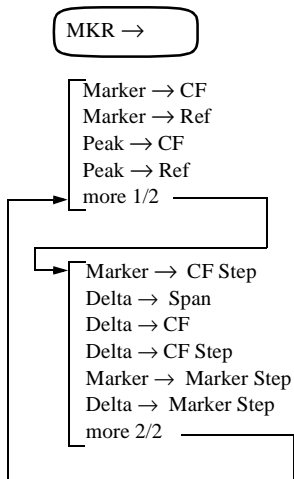 MKR →
Marker → CF
Marker → Ref
Peak → CF
Peak → Ref
more 1/2
Marker → CF Step
Delta → Span
Delta → CF
Delta → CF Step
Marker → Marker Step
Delta → Marker Step
more 2/2